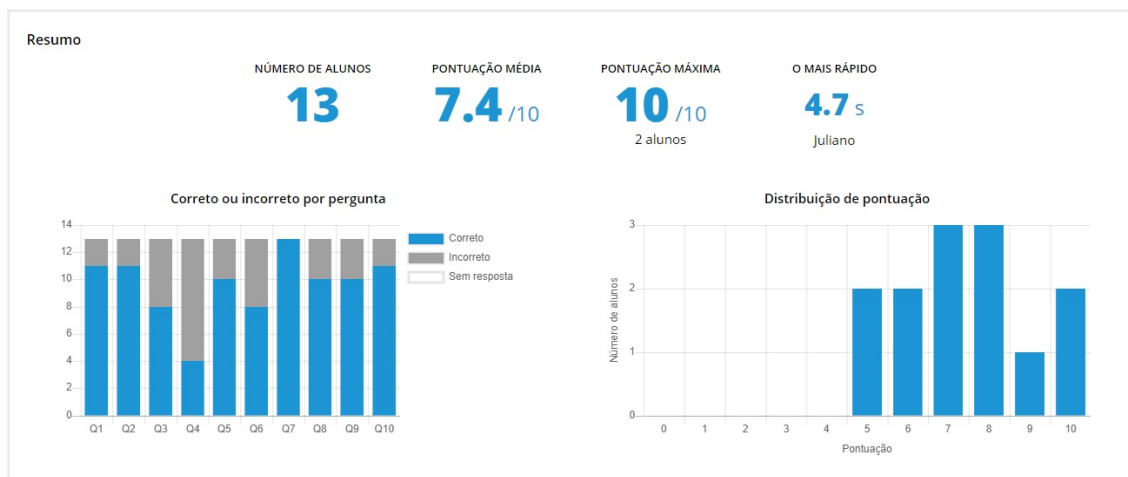 Resumo
NÚMERO DE ALUNOS
13
PONTUAÇÃO MÉDIA
7.4 /10
PONTUAÇÃO MÁXIMA
10 /10
2 alunos
O MAIS RÁPIDO
4.7 s
Juliano
Correto ou incorreto por pergunta
14
12
10
8
6
4
2
0
Q1 Q2 Q3 Q4 Q5 Q6 Q7 Q8 Q9 Q10
Correto
Incorreto
Sem resposta
Distribuição de pontuação
Número de alunos
3
2
1
0
0 1 2 3 4 5 6 7 8 9 10
Pontuação